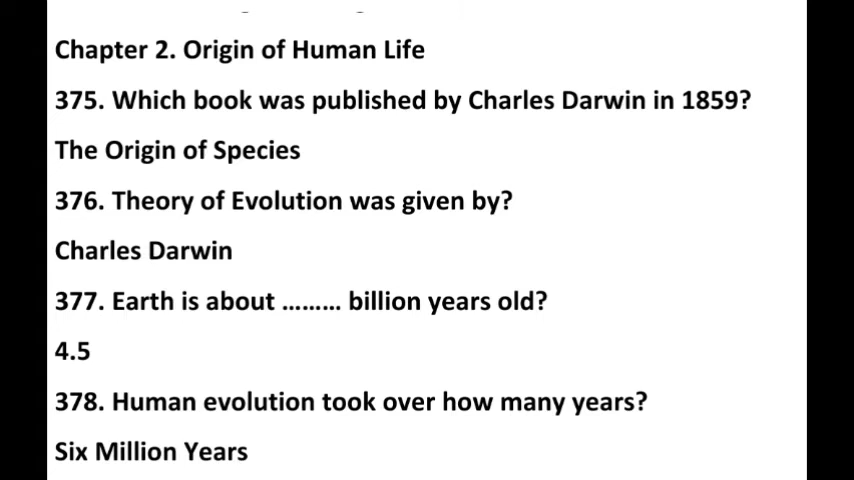 Chapter 2. Origin of Human Life
375. Which book was published by Charles Darwin in 1859?
The Origin of Species
376. Theory of Evolution was given by?
Charles Darwin
377. Earth is about ......... billion years old?
4.5
378. Human evolution took over how many years?
Six Million Years